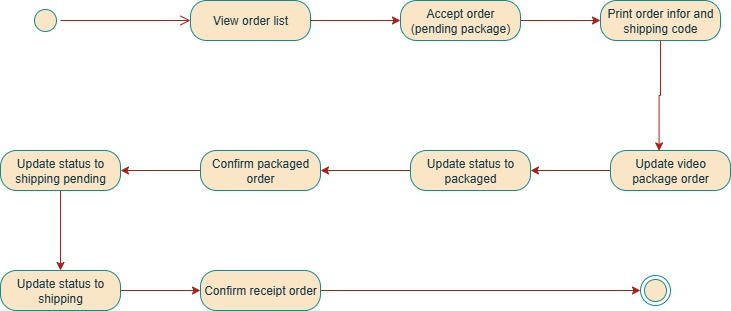 View order list
Accept order
(pending package)
Print order infor and
shipping code
Update status to
shipping pending
Confirm packaged
order
Update status to
packaged
Update video
package order
Update status to
shipping
Confirm receipt order